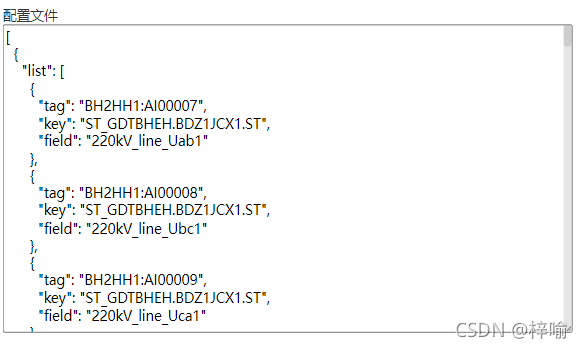 配置文件
[
{
"list": [
{
"tag": "BH2HH1:AI00007",
"key": "ST_GDTBHEH.BDZ1JCX1.ST",
"field": "220kV_line_Uab1"
},
{
"tag": "BH2HH1:AI00008",
"key": "ST_GDTBHEH.BDZ1JCX1.ST",
"field": "220kV_line_Ubc1"
},
{
"tag": "BH2HH1:AI00009",
"key": "ST_GDTBHEH.BDZ1JCX1.ST",
"field": "220kV_line_Uca1"
}
CSDN @梓喻